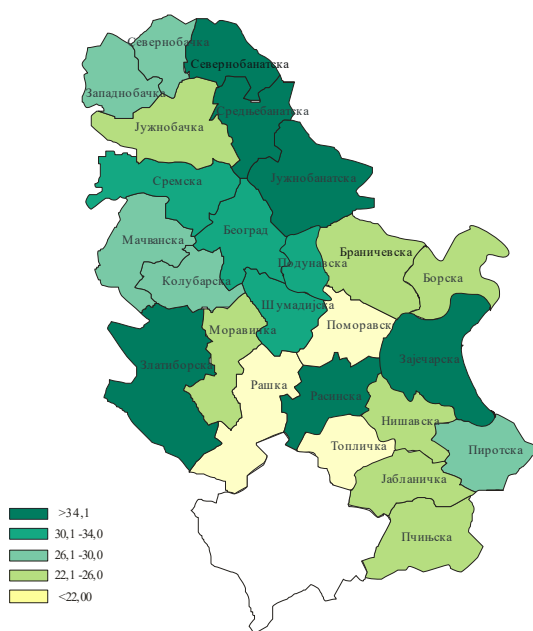 Севернобачка
Севернобанатска
Западнобачка
Средњебанатска
Јужнобачка
Јужнобанатска
Сремска
Београд
Мачванска
Браничевска
Подунавска
Борска
Колубарска
Шумадијска
Моравичка
Поморавск
Златиборска
Зајечарска
Рашка
Расинска
Нишавска
Топличка
Пиротска
Јабланичка
Пчињска
>34,1
30,1-34,0
26,1-30,0
22,1-26,0
<22,00